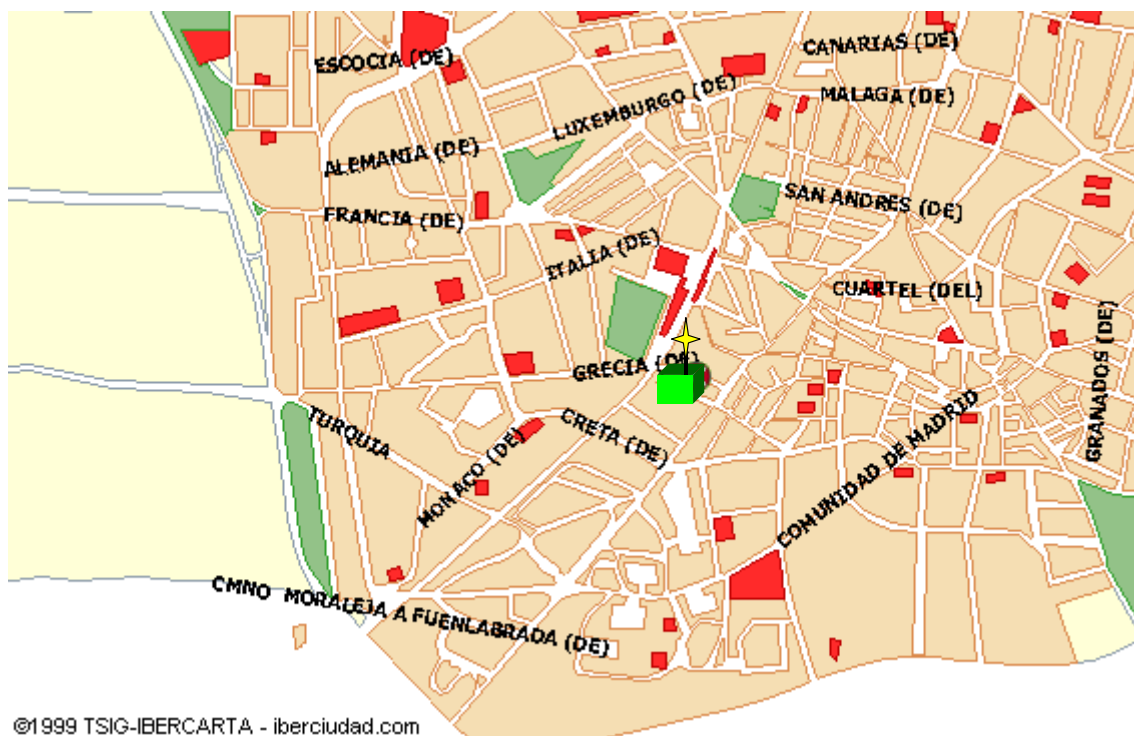 CANARIAS (DE)
ESCOCIA (DE)
MALAGA (DE)
LUXEMBURGO (DE)
ALEMANIA (DE)
SAN ANDRES (DE)
FRANCIA (DE)
ITALIA (DE)
CUARTEL (DEL)
GRANADOS (DE)
GRECIA (DE)
TURQUIA
CRETA (DE)
MONACO (DE)
COMUNIDAD DE MADRID
CMNO MORALEJA A FUENLABRADA (DE)
©1999 TSIG-IBERCARTA - iberciudad.com